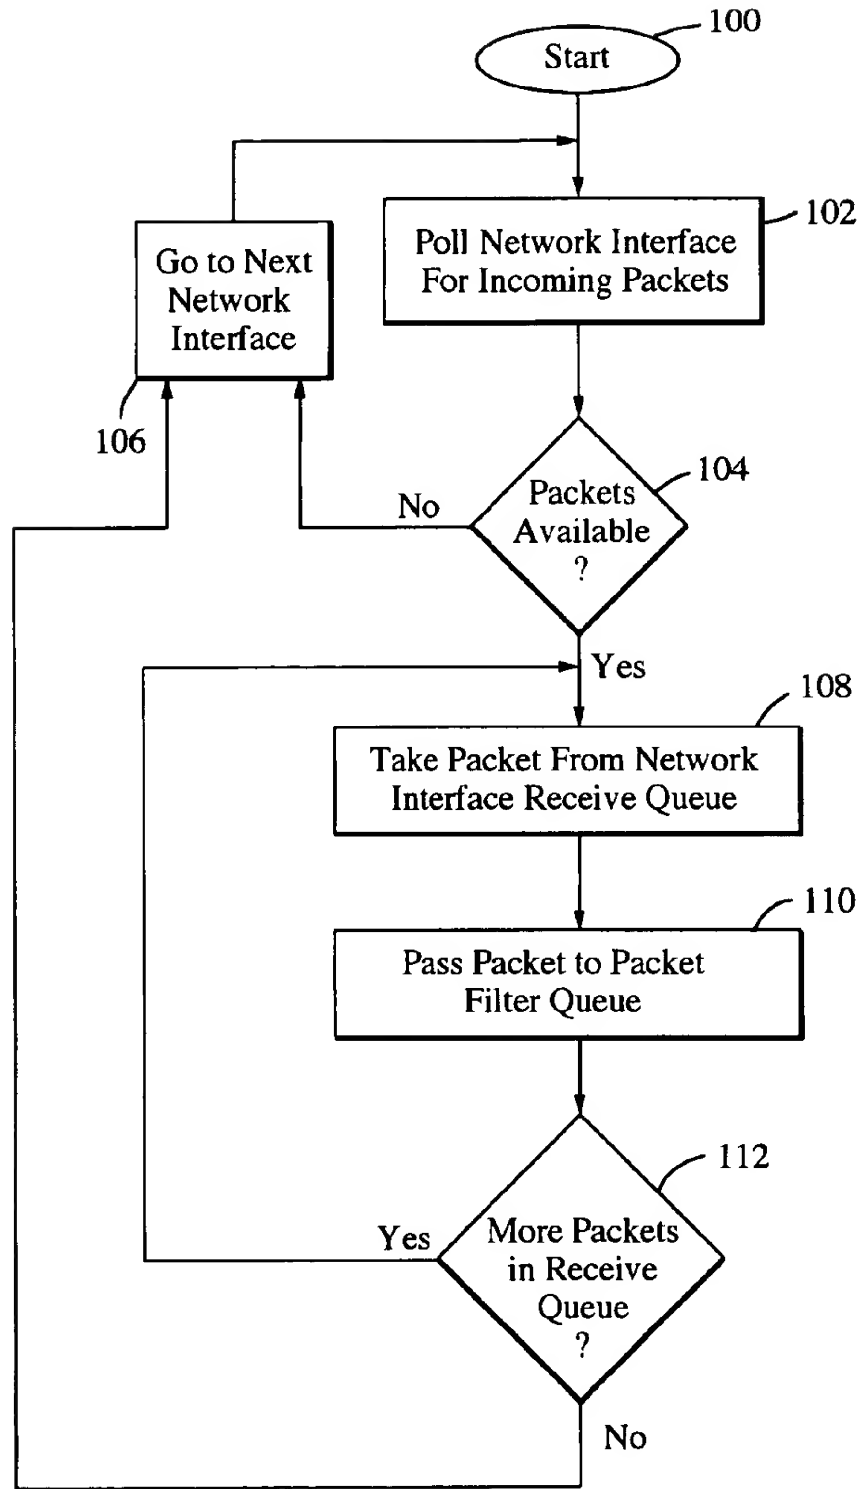 100
Start
102
Poll Network Interface
For Incoming Packets
Go to Next
Network
Interface
106
104
Packets
Available
?
No
Yes
108
Take Packet From Network
Interface Receive Queue
110
Pass Packet to Packet
Filter Queue
112
More Packets
in Receive
Queue
?
Yes
No